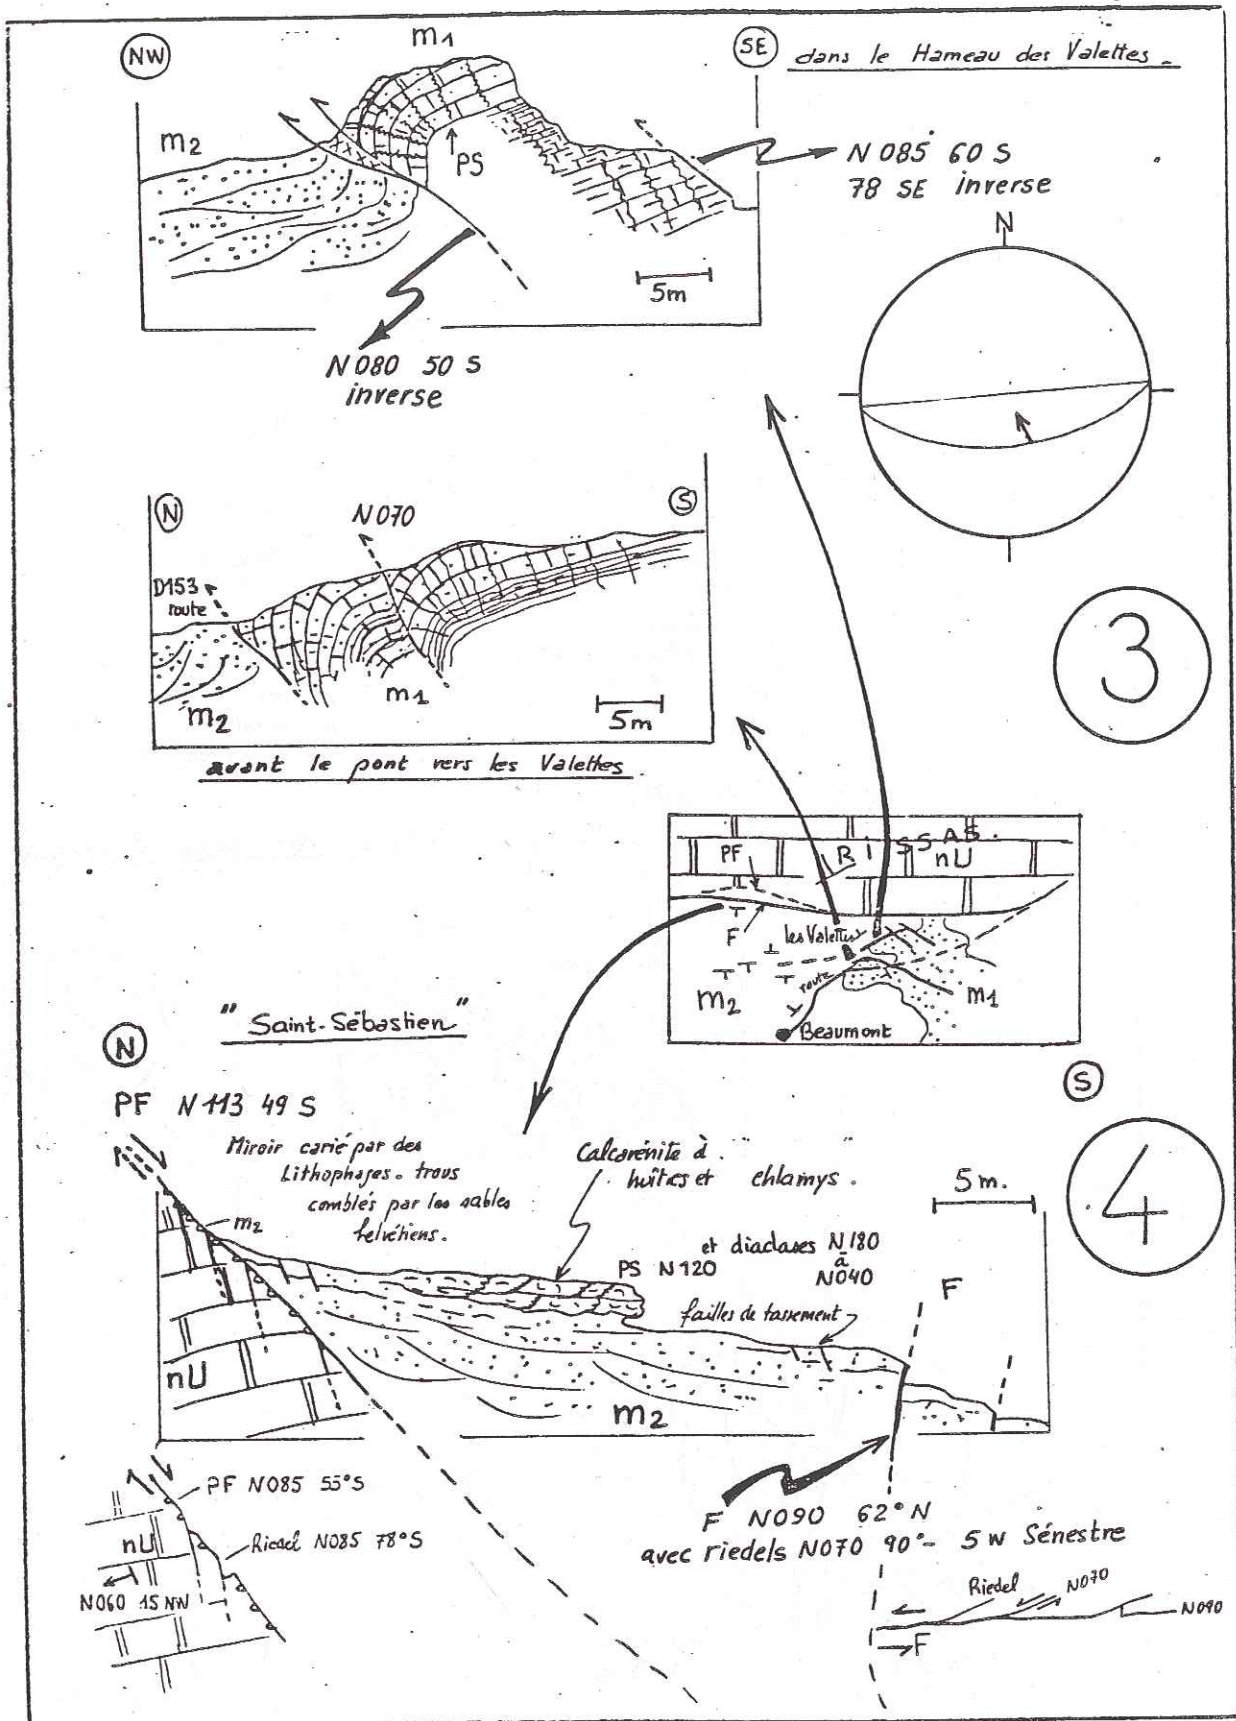 NW
m1
SE
dans le Hameau des Valettes.
m2
PS
N 085 60 S
78 SE inverse
5m
N
N 080 50 S
inverse
N
N 070
S
D153
route
m2
m1
5m
avant le pont vers les Valettes
3
PF
RiSSAS.
nU
F
les Valettes
route
m2
m1
Beaumont
"Saint-Sébastien"
N
S
PF N 113 49 S
Miroir carié par des
Lithophages. trous
comblés par les sables
helvétiens.
m2
Calcarénite à
huîtres et chlamys.
5 m.
4
PS N 120
et diaclases N 180
à
N040
failles de tassement
F
nU
m2
PF N085 55°S
nU
Riedel N085 78°S
N060 15 NW
F N090 62°N
avec riedels N070 90°- 5 W Sénestre
Riedel
N070
N090
F